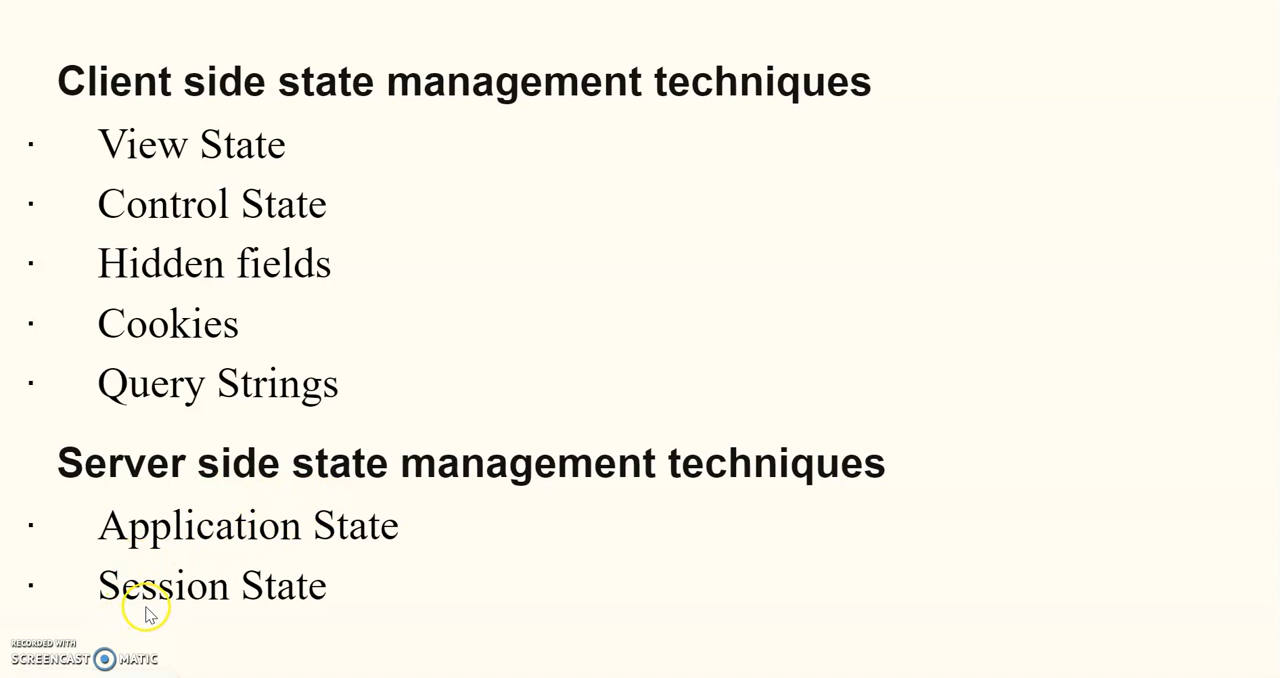 Client side state management techniques
· View State
· Control State
· Hidden fields
· Cookies
· Query Strings
Server side state management techniques
· Application State
· Session State
RECORDED WITH
SCREENCAST MATIC